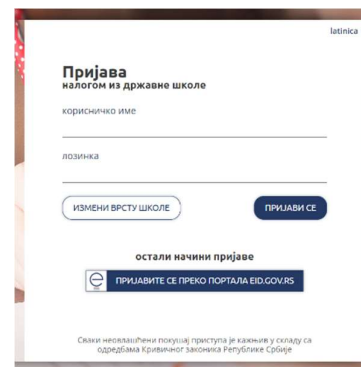 latinica
Пријава
налогом из државне школе
корисничко име
лозинка
ИЗМЕНИ ВРСТУ ШКОЛЕ
ПРИЈАВИ СЕ
остали начини пријаве
ПРИЈАВИТЕ СЕ ПРЕКО ПОРТАЛА EID.GOV.RS
Сваки неовлашћени покушај приступа је кажњив у складу са
одредбама Кривичног законика Републике Србије